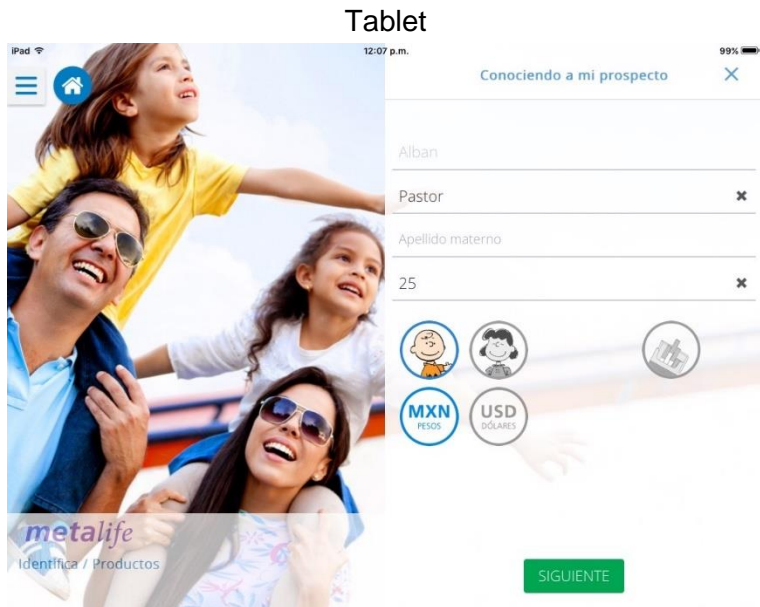 Tablet
iPad
12:07 p.m.
99%
Conociendo a mi prospecto
Alban
Pastor
Apellido materno
25
MXN
PESOS
USD
DÓLARES
metalife
Identifica / Productos
SIGUIENTE